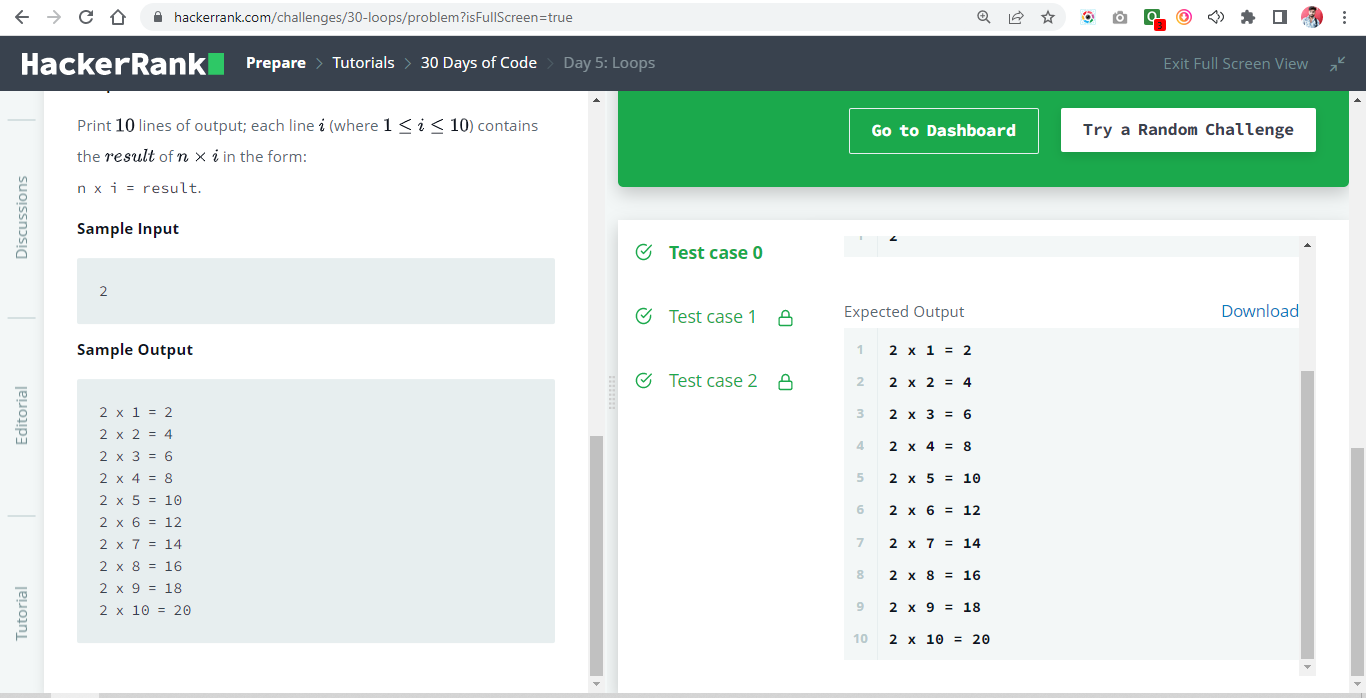 hackerrank.com/challenges/30-loops/problem?isFullScreen=true
3
HackerRank
Prepare > Tutorials > 30 Days of Code > Day 5: Loops
Exit Full Screen View
Discussions
Editorial
Tutorial
Print 10 lines of output; each line i (where 1 ≤ i ≤ 10) contains
the result of n × i in the form:
n x i = result.
Sample Input
2
Sample Output
2 x 1 = 2
2 x 2 = 4
2 x 3 = 6
2 x 4 = 8
2 x 5 = 10
2 x 6 = 12
2 x 7 = 14
2 x 8 = 16
2 x 9 = 18
2 x 10 = 20
Go to Dashboard
Try a Random Challenge
Test case 0
Test case 1
Test case 2
Expected Output
Download
1 2 x 1 = 2
2 2 x 2 = 4
3 2 x 3 = 6
4 2 x 4 = 8
5 2 x 5 = 10
6 2 x 6 = 12
7 2 x 7 = 14
8 2 x 8 = 16
9 2 x 9 = 18
10 2 x 10 = 20